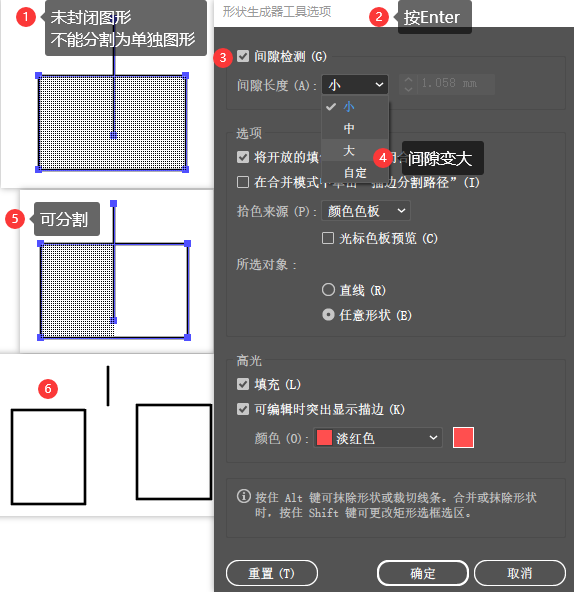 1 未封闭图形
不能分割为单独图形
形状生成器工具选项
2 按Enter
3 间隙检测 (G)
间隙长度 (A): 小 1.058 mm
小
中
大
自定
4 间隙变大
选项
将开放的填
在合并模式中单击“描边分割路径” (I)
5 可分割
拾色来源 (P): 颜色色板
光标色板预览 (C)
所选对象:
直线 (R)
任意形状 (E)
6
高光
填充 (L)
可编辑时突出显示描边 (K)
颜色 (O): 淡红色
按住 Alt 键可抹除形状或裁切线条。合并或抹除形状
时，按住 Shift 键可更改矩形选框选区。
重置 (T)
确定
取消